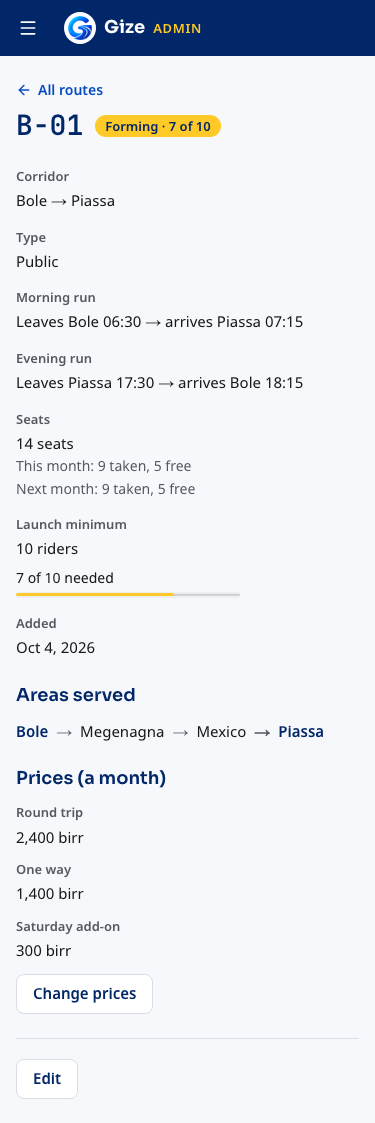 ☰ Gize ADMIN
← All routes
B-01 Forming · 7 of 10
Corridor
Bole → Piassa
Type
Public
Morning run
Leaves Bole 06:30 → arrives Piassa 07:15
Evening run
Leaves Piassa 17:30 → arrives Bole 18:15
Seats
14 seats
This month: 9 taken, 5 free
Next month: 9 taken, 5 free
Launch minimum
10 riders
7 of 10 needed
Added
Oct 4, 2026
Areas served
Bole → Megenagna → Mexico → Piassa
Prices (a month)
Round trip
2,400 birr
One way
1,400 birr
Saturday add-on
300 birr
Change prices
Edit